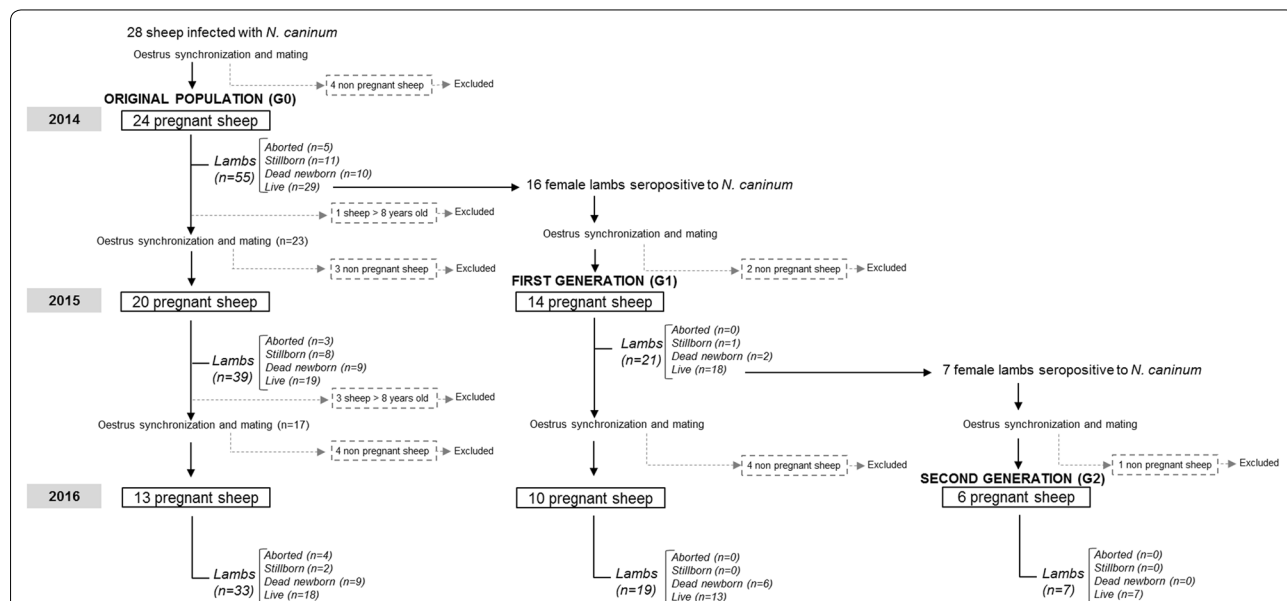 28 sheep infected with N. caninum
Oestrus synchronization and mating
4 non pregnant sheep
Excluded
ORIGINAL POPULATION (G0)
2014
24 pregnant sheep
Lambs
(n=55)
Aborted (n=5)
Stillborn (n=11)
Dead newborn (n=10)
Live (n=29)
16 female lambs seropositive to N. caninum
1 sheep > 8 years old
Excluded
Oestrus synchronization and mating (n=23)
Oestrus synchronization and mating
3 non pregnant sheep
Excluded
2 non pregnant sheep
Excluded
FIRST GENERATION (G1)
2015
20 pregnant sheep
14 pregnant sheep
Lambs
(n=39)
Aborted (n=3)
Stillborn (n=8)
Dead newborn (n=9)
Live (n=19)
Lambs
(n=21)
Aborted (n=0)
Stillborn (n=1)
Dead newborn (n=2)
Live (n=18)
7 female lambs seropositive to N. caninum
3 sheep > 8 years old
Excluded
Oestrus synchronization and mating (n=17)
Oestrus synchronization and mating
Oestrus synchronization and mating
4 non pregnant sheep
Excluded
4 non pregnant sheep
Excluded
1 non pregnant sheep
Excluded
SECOND GENERATION (G2)
2016
13 pregnant sheep
10 pregnant sheep
6 pregnant sheep
Lambs
(n=33)
Aborted (n=4)
Stillborn (n=2)
Dead newborn (n=9)
Live (n=18)
Lambs
(n=19)
Aborted (n=0)
Stillborn (n=0)
Dead newborn (n=6)
Live (n=13)
Lambs
(n=7)
Aborted (n=0)
Stillborn (n=0)
Dead newborn (n=0)
Live (n=7)